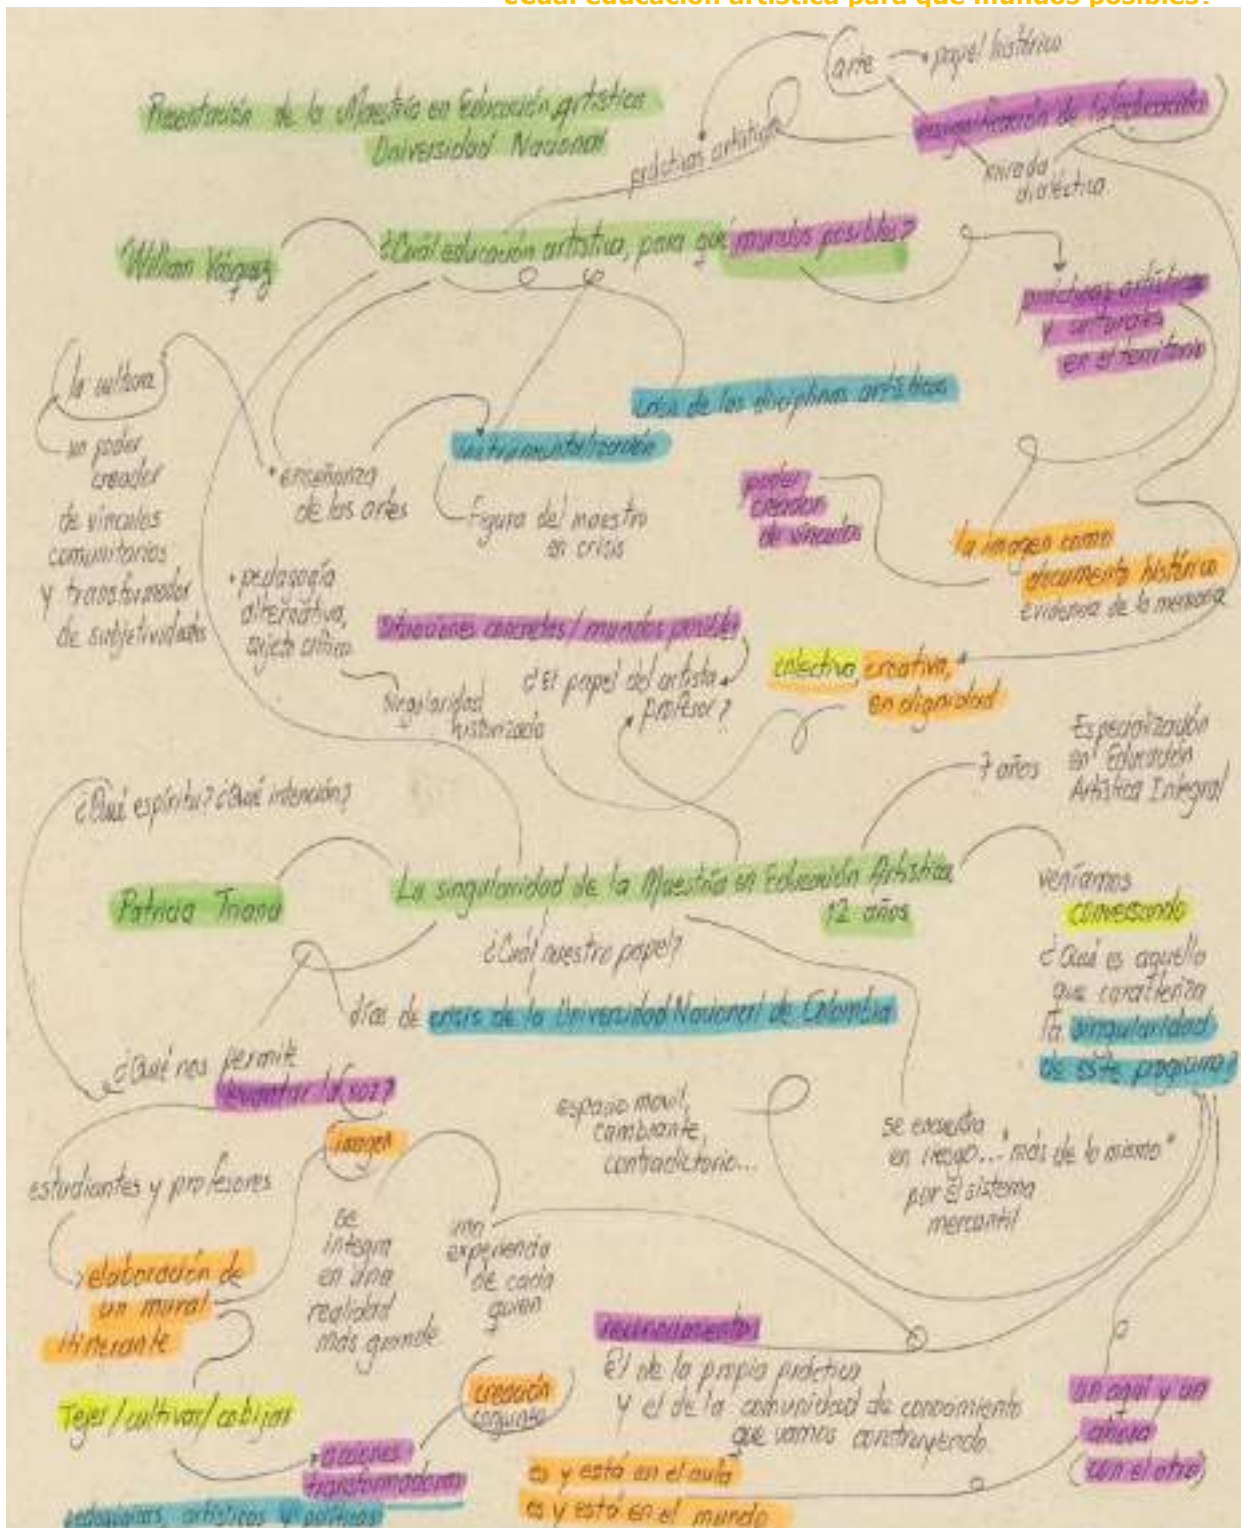 ¿Cuál educación artística para qué mundos posibles?
arte
papel histórico
Presentación de la Maestría en Educación Artística
Universidad Nacional
prácticas artísticas
resignificación de la educación
mirada
dialéctica
William Vásquez
¿Cuál educación artística, para qué mundos posibles?
prácticas artísticas
y culturales
en el territorio
la cultura
un poder
creador
de vínculos
comunitarios
y transformador
de subjetividades
crisis de las disciplinas artísticas
instrumentalización
• enseñanza
de las artes
figura del maestro
en crisis
poder
creador
de vínculos
la imagen como
documento histórico
evidencia de la memoria
• pedagogía
alternativa,
sujeto crítico
Situaciones concretas / mundos posibles
¿El papel del artista
profesor?
colectiva, creativa,
en dignidad
singularidad
historizada
7 años
Especialización
en Educación
Artística Integral
¿Qué espíritu? ¿Qué intención?
Patricia Triana
La singularidad de la Maestría en Educación Artística
12 años
veníamos
conversando
¿Cuál nuestro papel?
¿Qué es aquello
que caracteriza
la singularidad
de este programa?
días de crisis de la Universidad Nacional de Colombia
¿Qué nos permite
levantar la voz?
imagen
espacio móvil,
cambiante,
contradictorio...
se encuentra
en riesgo... "más de lo mismo"
por el sistema
mercantil
estudiantes y profesores
se
integra
en una
realidad
más grande
una
experiencia
de cada
quien
elaboración de
un mural
itinerante
reconocimiento
El de la propia práctica
y el de la comunidad de conocimiento
que vamos construyendo
Tejer / cultivar / cobijar
creación
conjunta
un aquí y un
ahora
(con el otro)
acciones
transformadoras
es y está en el aula
es y está en el mundo
pedagógicas, artísticas y políticas